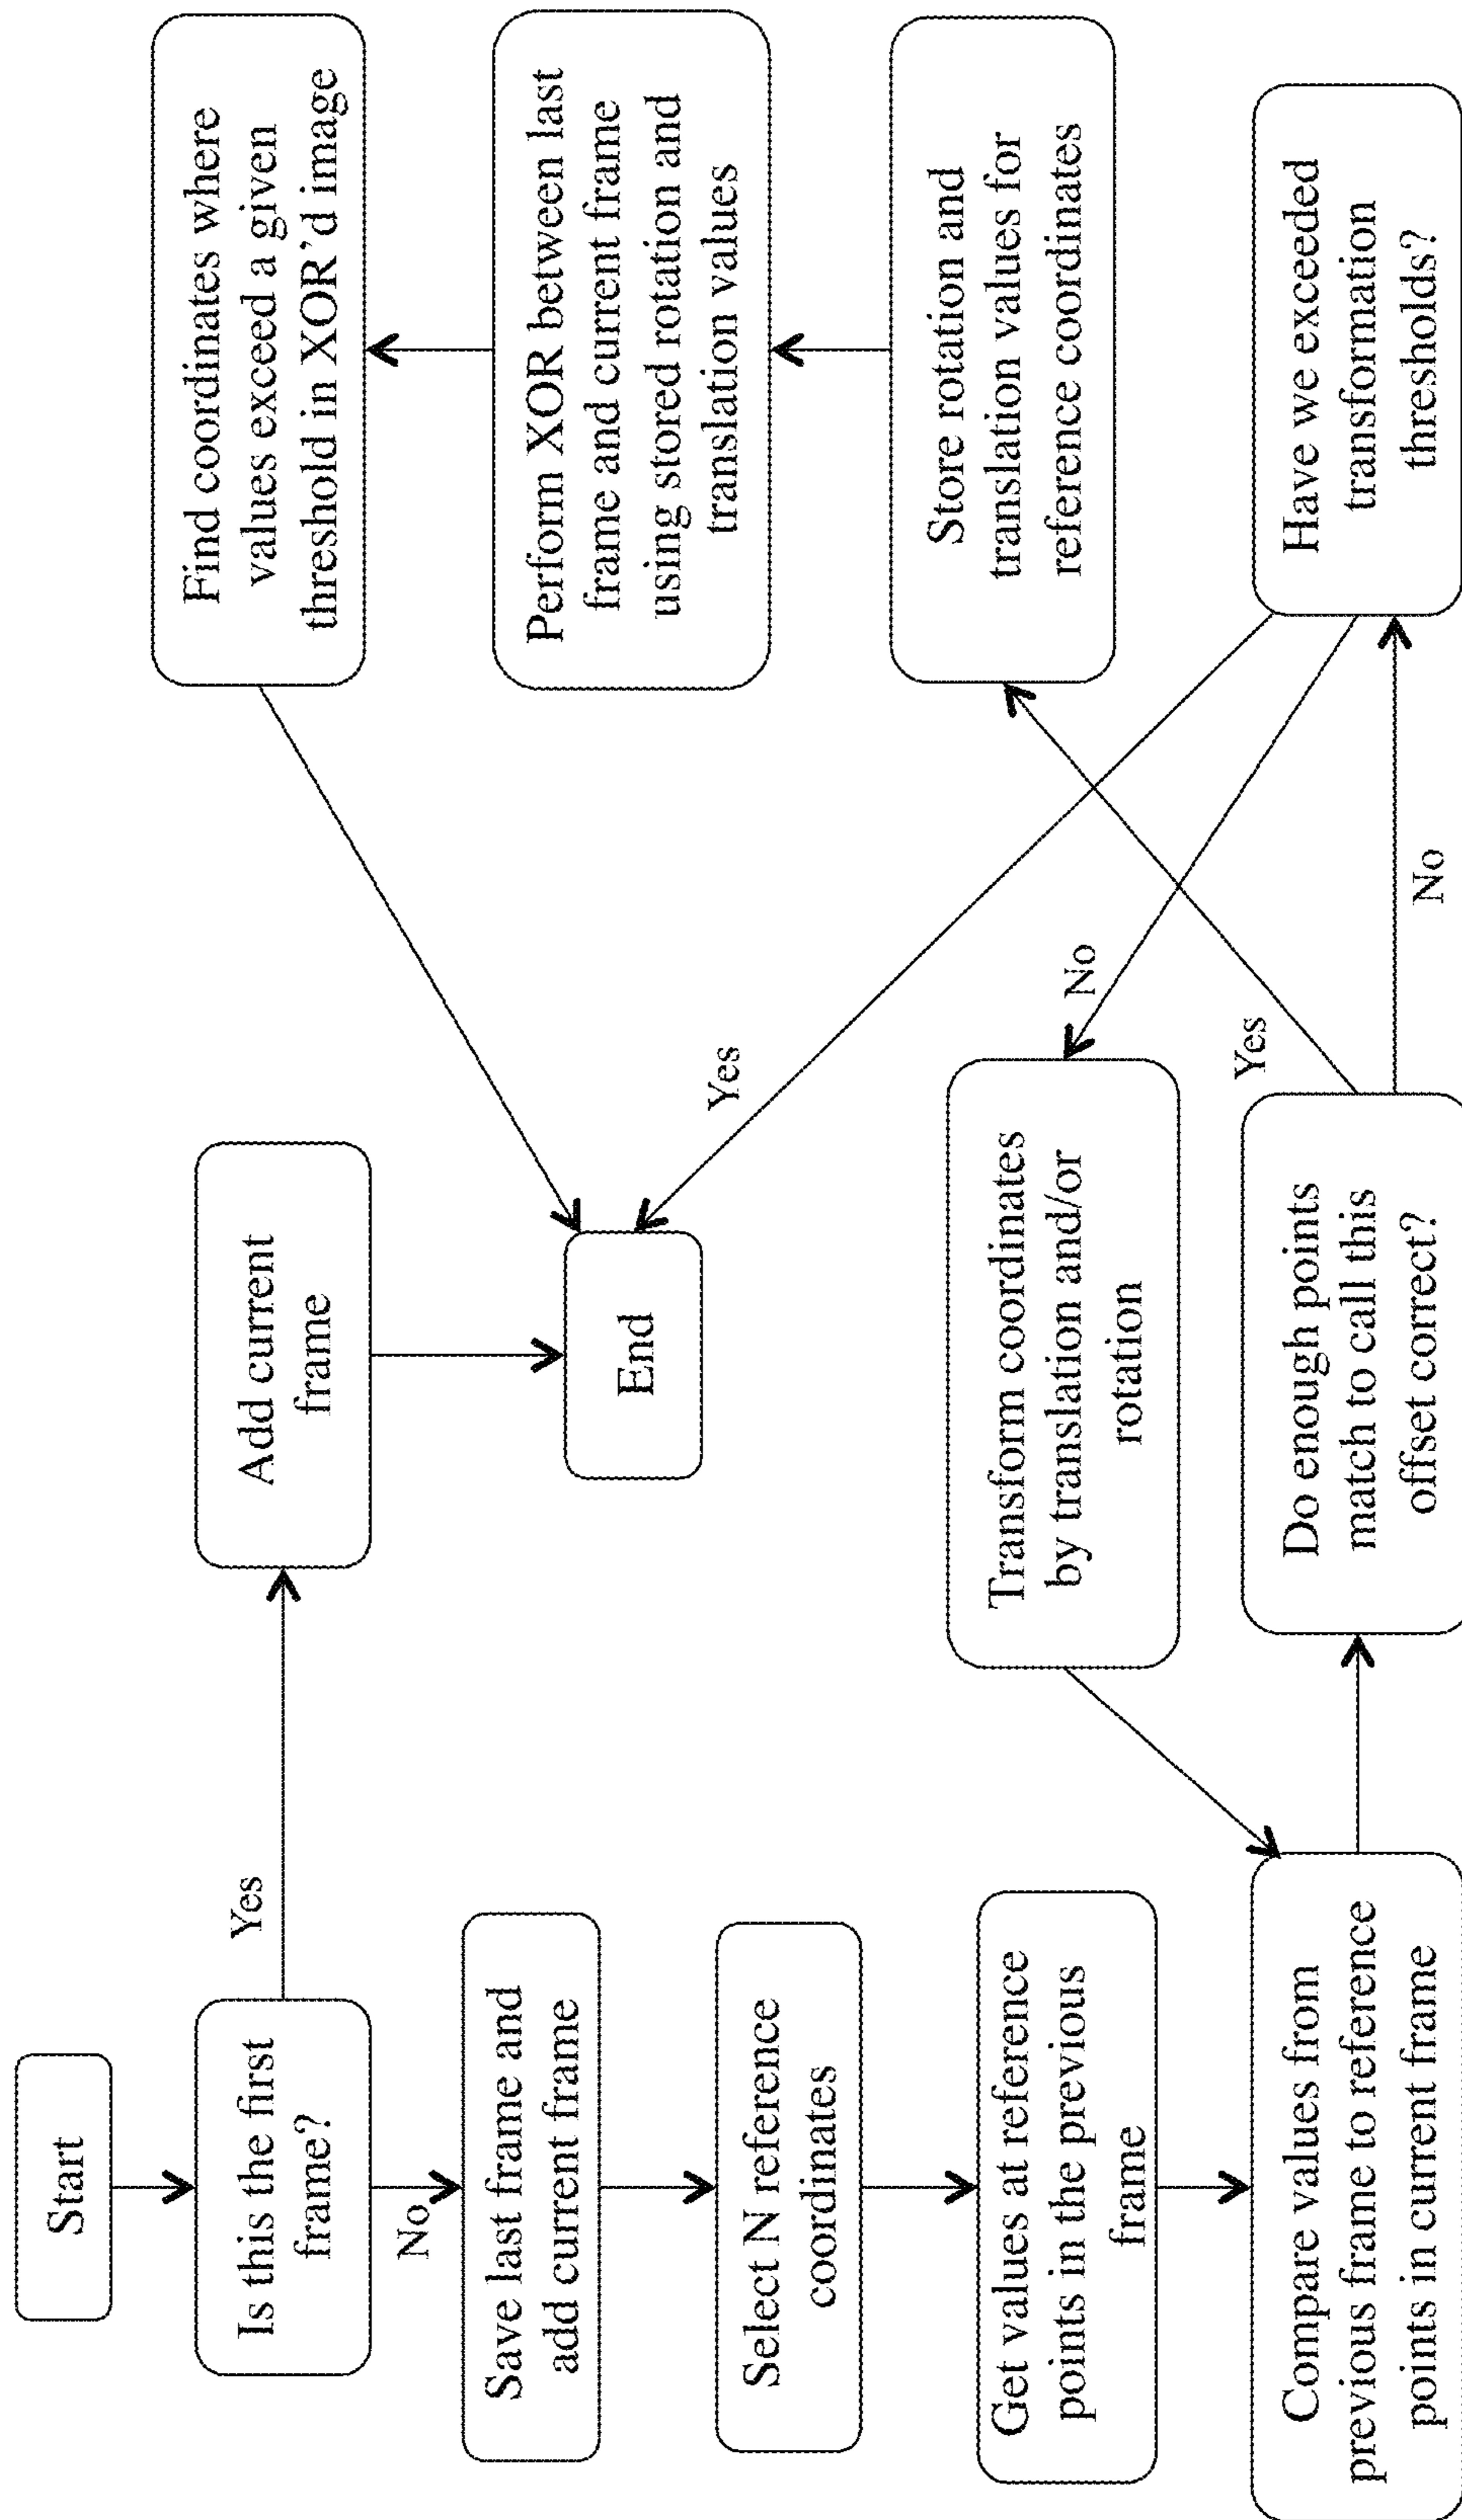 Start
Is this the first
frame?
Yes
No
Add current
frame
End
Save last frame and
add current frame
Select N reference
coordinates
Get values at reference
points in the previous
frame
Compare values from
previous frame to reference
points in current frame
Transform coordinates
by translation and/or
rotation
Do enough points
match to call this
offset correct?
Yes
No
Have we exceeded
transformation
thresholds?
Yes
No
Store rotation and
translation values for
reference coordinates
Perform XOR between last
frame and current frame
using stored rotation and
translation values
Find coordinates where
values exceed a given
threshold in XOR'd image